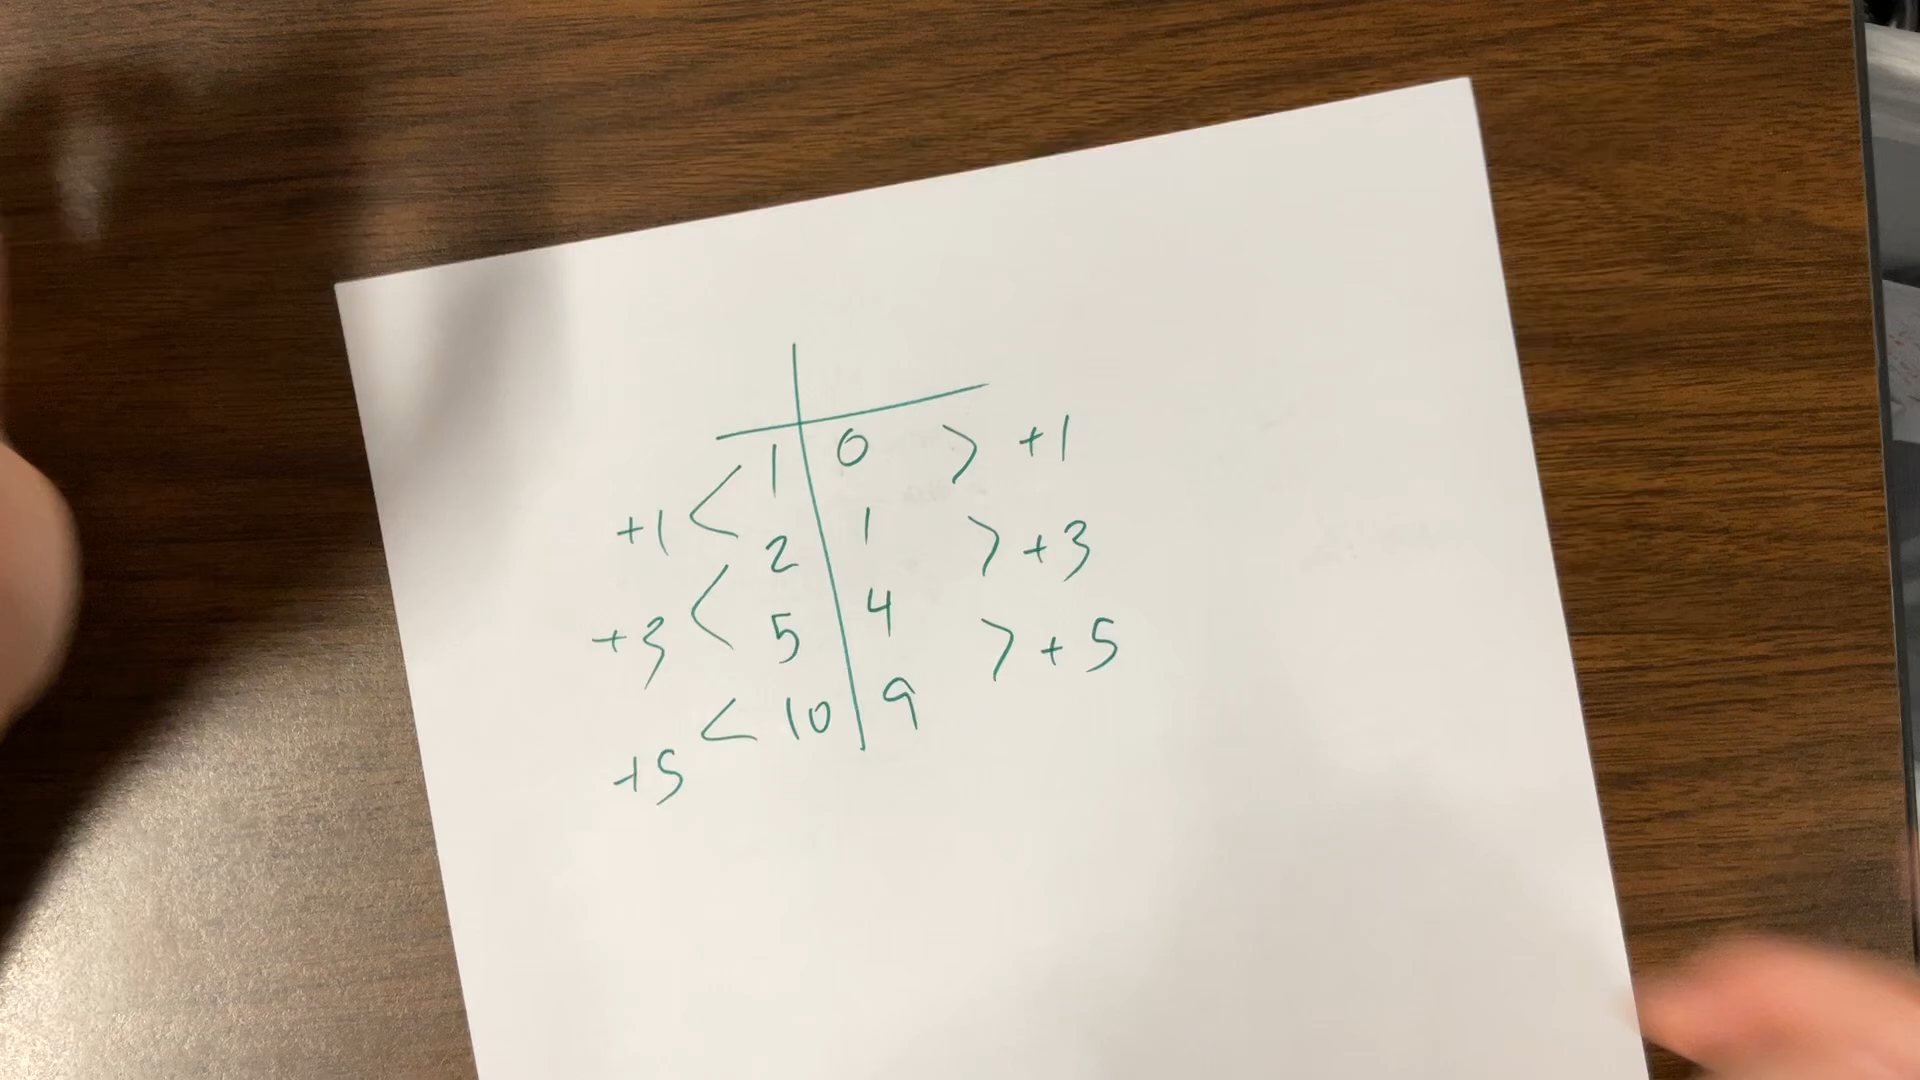 1 0 > +1
+1 < 2 1 > +3
+3 < 5 4 > +5
+5 < 10 9